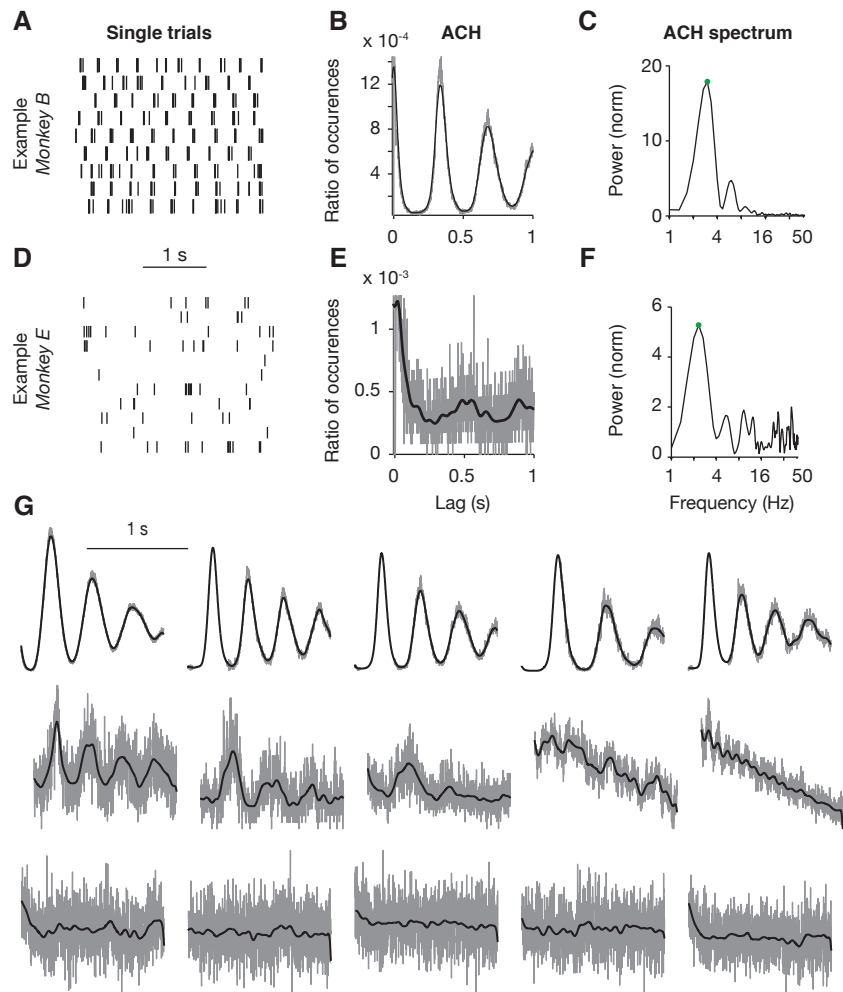 A
Single trials
Example
Monkey B
B
ACH
x 10-4
Ratio of occurences
12
8
4
0
0.5
1
C
ACH spectrum
Power (norm)
20
10
0
1
4
16
50
D
1 s
Example
Monkey E
E
x 10-3
Ratio of occurences
1
0.5
0
0
0.5
1
Lag (s)
F
Power (norm)
6
4
2
0
1
4
16
50
Frequency (Hz)
G
1 s